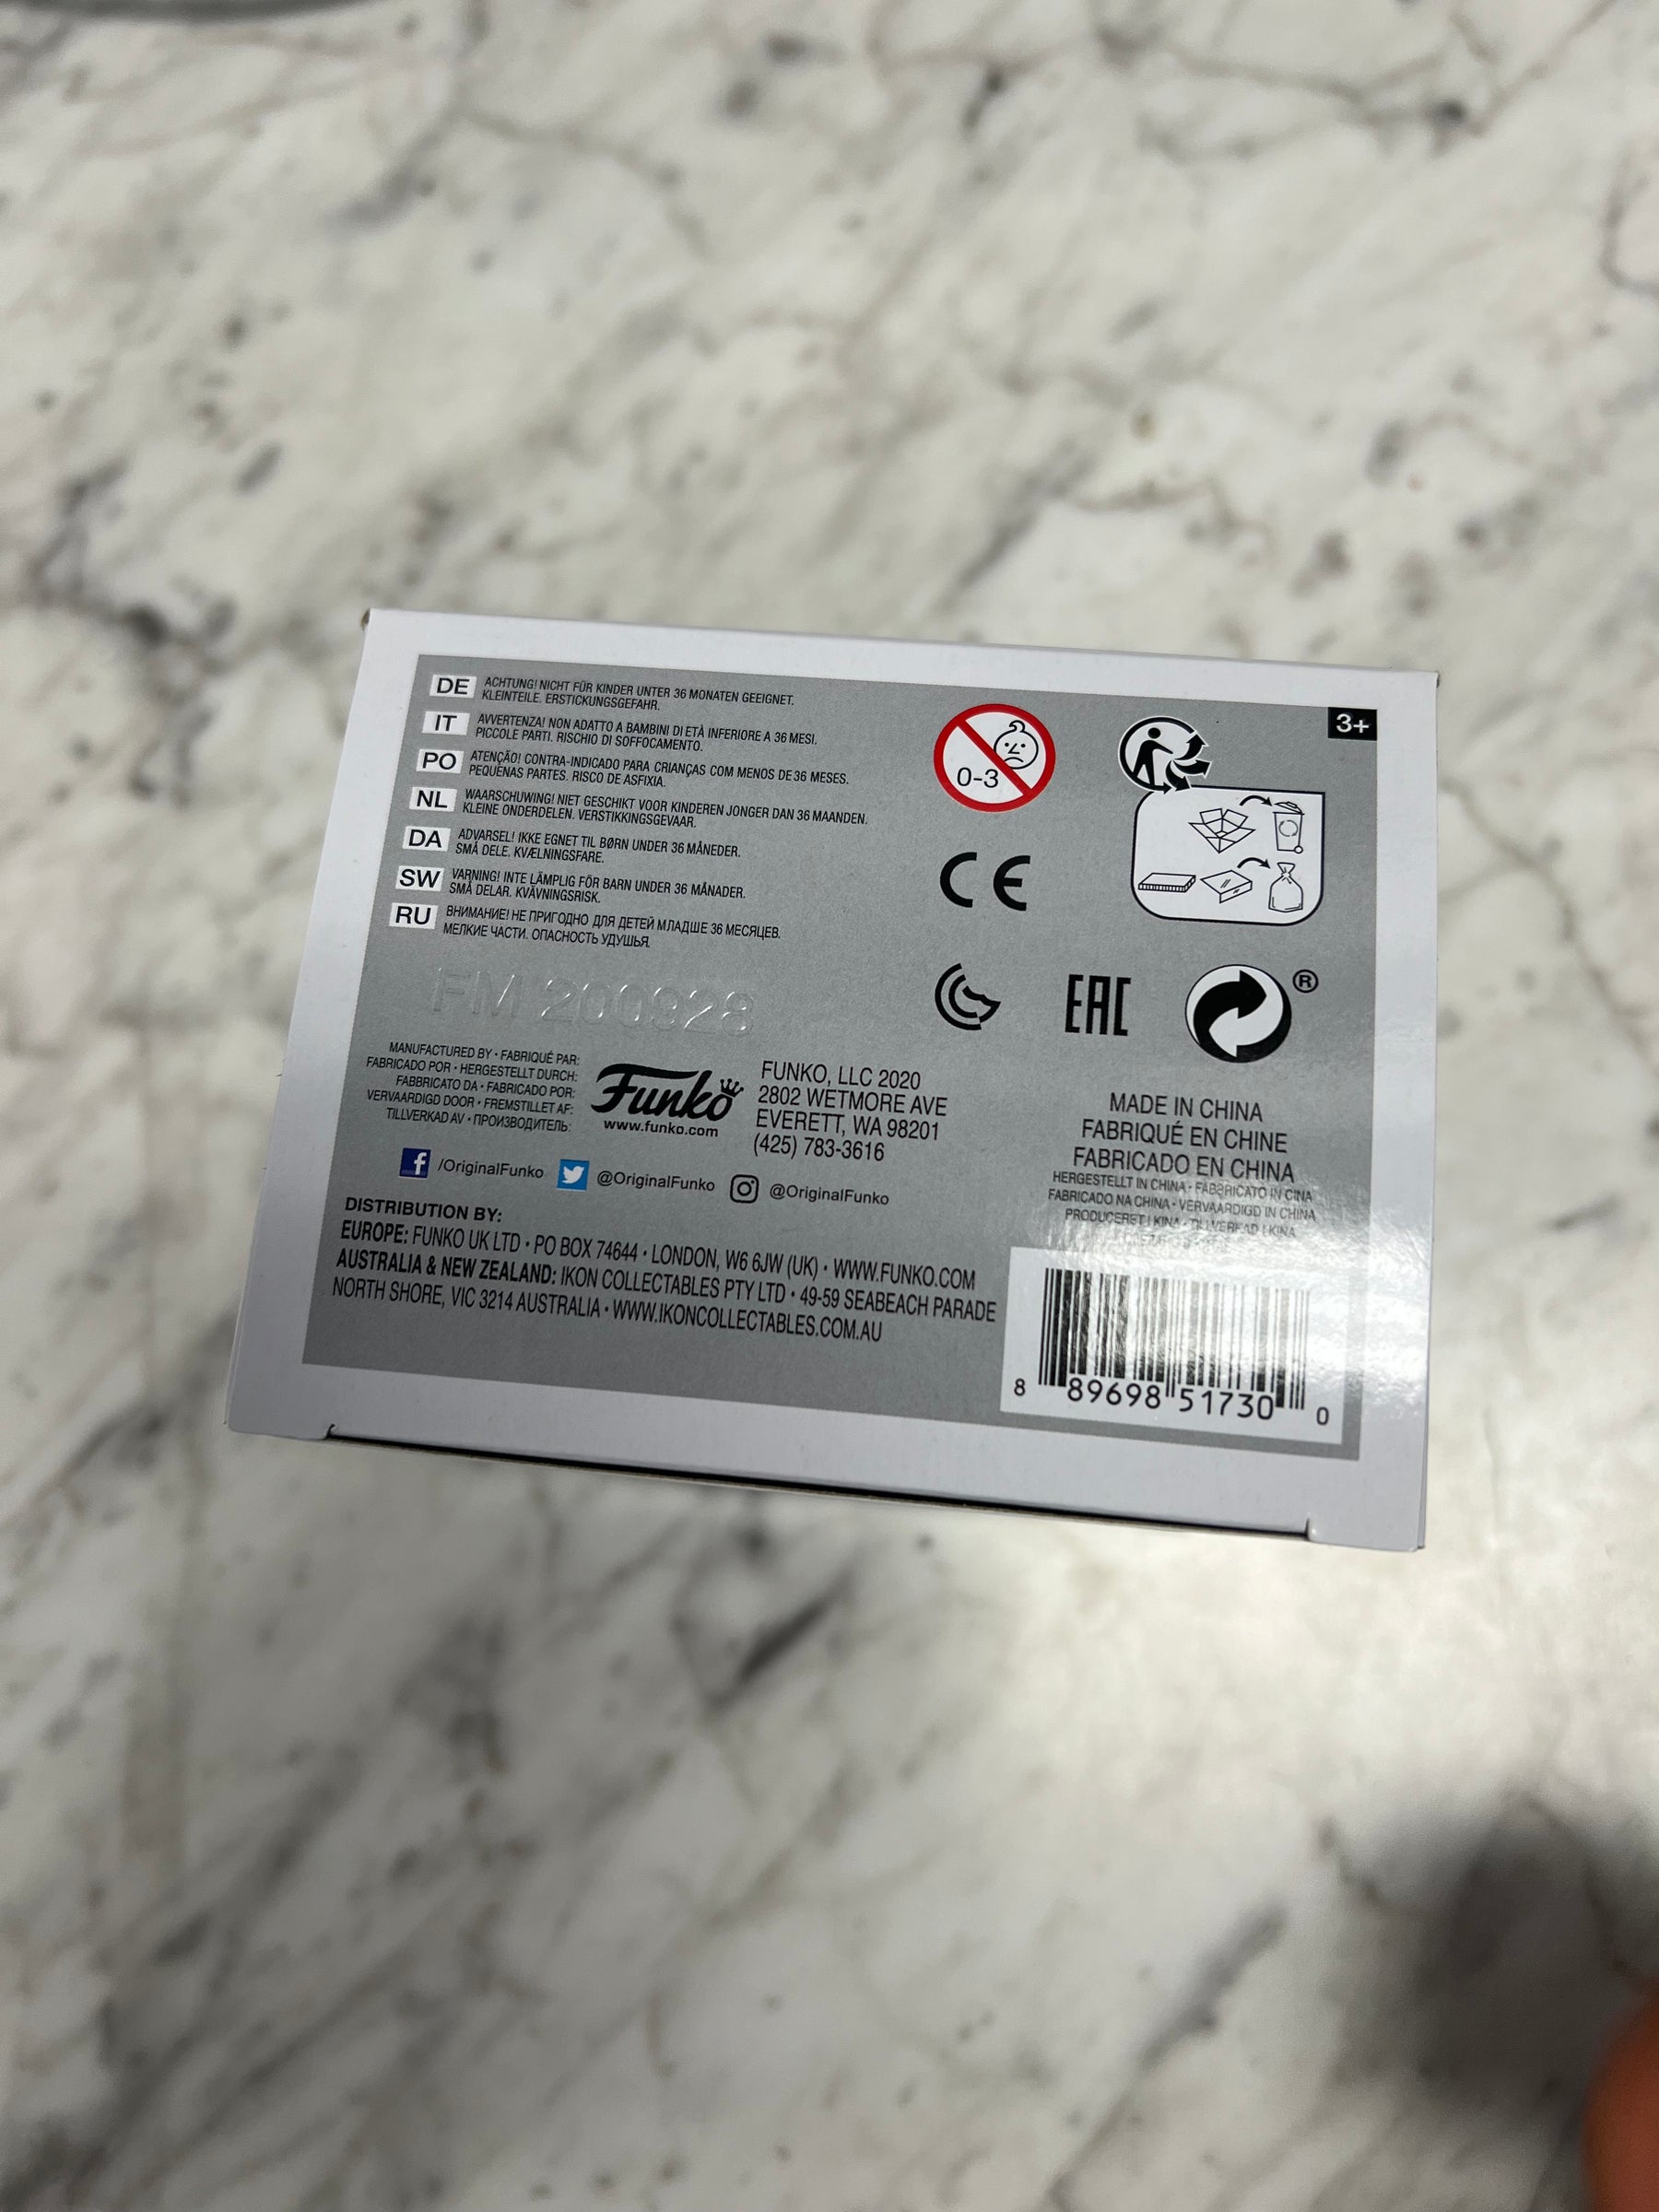 DE ACHTUNG! NICHT FÜR KINDER UNTER 36 MONATEN GEEIGNET.
KLEINTEILE. ERSTICKUNGSGEFAHR.
IT AVVERTENZA! NON ADATTO A BAMBINI DI ETÀ INFERIORE A 36 MESI.
PICCOLE PARTI. RISCHIO DI SOFFOCAMENTO.
PO ATENÇÃO! CONTRA-INDICADO PARA CRIANÇAS COM MENOS DE 36 MESES.
PEQUENAS PARTES. RISCO DE ASFIXIA.
NL WAARSCHUWING! NIET GESCHIKT VOOR KINDEREN JONGER DAN 36 MAANDEN.
KLEINE ONDERDELEN. VERSTIKKINGSGEVAAR.
DA ADVARSEL! IKKE EGNET TIL BØRN UNDER 36 MÅNEDER.
SMÅ DELE. KVÆLNINGSFARE.
SW VARNING! INTE LÄMPLIG FÖR BARN UNDER 36 MÅNADER.
SMÅ DELAR. KVÄVNINGSRISK.
RU ВНИМАНИЕ! НЕ ПРИГОДНО ДЛЯ ДЕТЕЙ МЛАДШЕ 36 МЕСЯЦЕВ.
МЕЛКИЕ ЧАСТИ. ОПАСНОСТЬ УДУШЬЯ.
0-3
3+
CE
EAC
®
FM 200928
MANUFACTURED BY • FABRIQUÉ PAR:
FABRICADO POR • HERGESTELLT DURCH:
FABBRICATO DA • FABRICADO POR:
VERVAARDIGD DOOR • FREMSTILLET AF:
TILLVERKAD AV • ПРОИЗВОДИТЕЛЬ:
Funko
www.funko.com
FUNKO, LLC 2020
2802 WETMORE AVE
EVERETT, WA 98201
(425) 783-3616
/OriginalFunko @OriginalFunko @OriginalFunko
MADE IN CHINA
FABRIQUÉ EN CHINE
FABRICADO EN CHINA
HERGESTELLT IN CHINA • FABBRICATO IN CINA
FABRICADO NA CHINA • VERVAARDIGD IN CHINA
PRODUCERET I KINA • TILLVERKAD I KINA
DISTRIBUTION BY:
EUROPE: FUNKO UK LTD • PO BOX 74644 • LONDON, W6 6JW (UK) • WWW.FUNKO.COM
AUSTRALIA & NEW ZEALAND: IKON COLLECTABLES PTY LTD • 49-59 SEABEACH PARADE
NORTH SHORE, VIC 3214 AUSTRALIA • WWW.IKONCOLLECTABLES.COM.AU
8 89698 51730 0